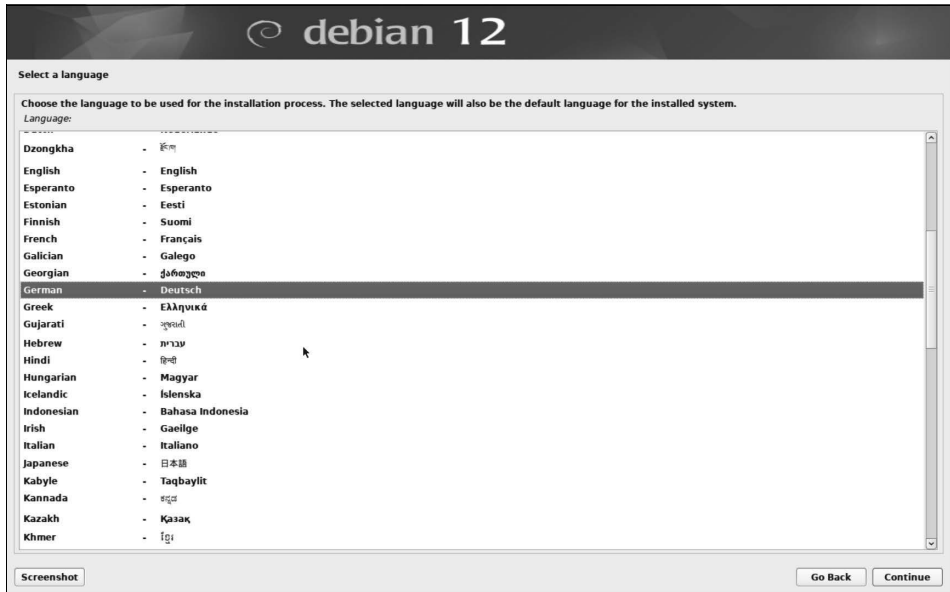 debian 12
Select a language
Choose the language to be used for the installation process. The selected language will also be the default language for the installed system.
Language:
Dzongkha - རྫོང་ཁ།
English - English
Esperanto - Esperanto
Estonian - Eesti
Finnish - Suomi
French - Français
Galician - Galego
Georgian - ქართული
German - Deutsch
Greek - Ελληνικά
Gujarati - ગુજરાતી
Hebrew - עברית
Hindi - हिन्दी
Hungarian - Magyar
Icelandic - Íslenska
Indonesian - Bahasa Indonesia
Irish - Gaeilge
Italian - Italiano
Japanese - 日本語
Kabyle - Taqbaylit
Kannada - ಕನ್ನಡ
Kazakh - Қазақ
Khmer - ខ្មែរ
Screenshot Go Back Continue